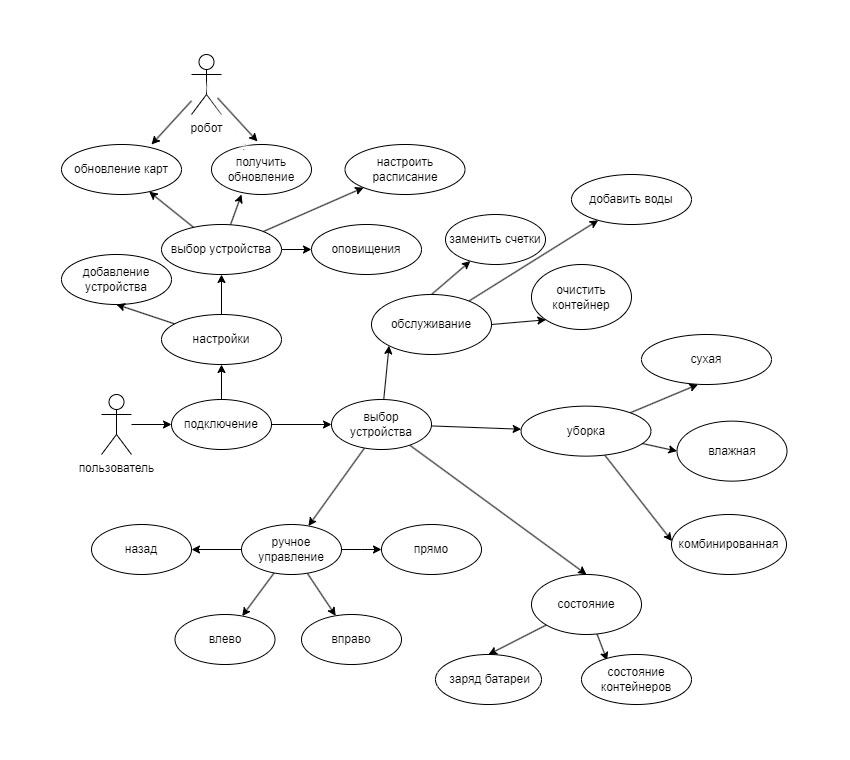 робот
обновление карт
получить
обновление
настроить
расписание
добавить воды
выбор устройства
оповищения
заменить счетки
добавление
устройства
очистить
контейнер
обслуживание
настройки
сухая
подключение
выбор
устройства
уборка
влажная
пользователь
назад
ручное
управление
прямо
комбинированная
состояние
влево
вправо
заряд батареи
состояние
контейнеров